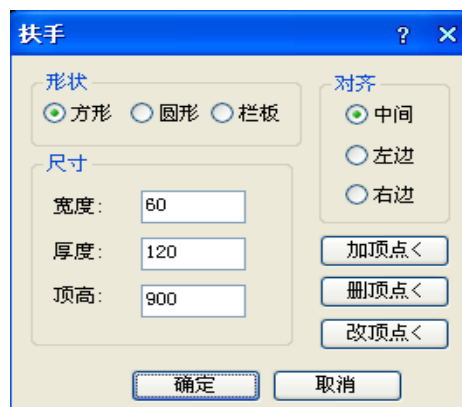 扶手
形状
方形 圆形 栏板
尺寸
宽度: 60
厚度: 120
顶高: 900
对齐
中间
左边
右边
加顶点<
删顶点<
改顶点<
确定 取消